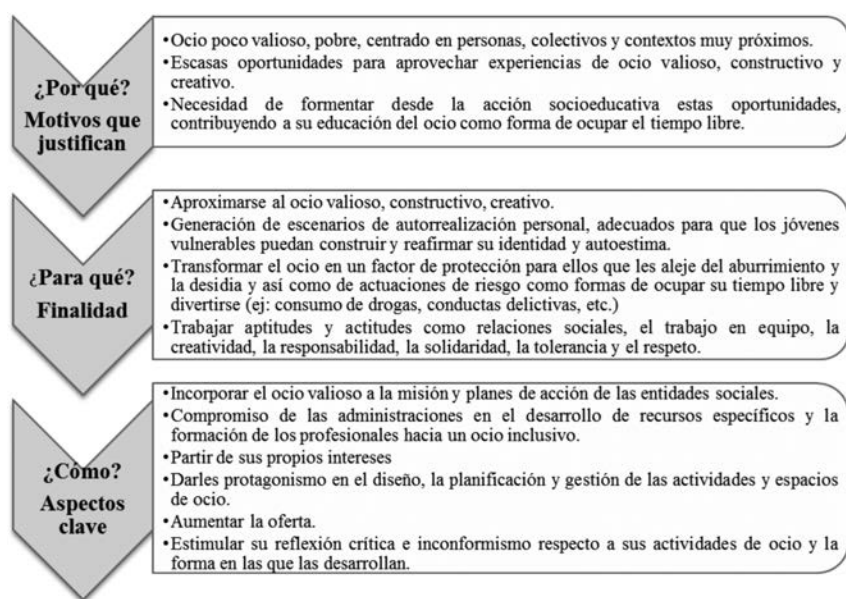 ¿Por qué?
Motivos que
justifican
•Ocio poco valioso, pobre, centrado en personas, colectivos y contextos muy próximos.
•Escasas oportunidades para aprovechar experiencias de ocio valioso, constructivo y
creativo.
•Necesidad de formentar desde la acción socioeducativa estas oportunidades,
contribuyendo a su educación del ocio como forma de ocupar el tiempo libre.
¿Para qué?
Finalidad
•Aproximarse al ocio valioso, constructivo, creativo.
•Generación de escenarios de autorrealización personal, adecuados para que los jóvenes
vulnerables puedan construir y reafirmar su identidad y autoestima.
•Transformar el ocio en un factor de protección para ellos que les aleje del aburrimiento y
la desidia y así como de actuaciones de riesgo como formas de ocupar su tiempo libre y
divertirse (ej: consumo de drogas, conductas delictivas, etc.)
•Trabajar aptitudes y actitudes como relaciones sociales, el trabajo en equipo, la
creatividad, la responsabilidad, la solidaridad, la tolerancia y el respeto.
¿Cómo?
Aspectos
clave
•Incorporar el ocio valioso a la misión y planes de acción de las entidades sociales.
•Compromiso de las administraciones en el desarrollo de recursos específicos y la
formación de los profesionales hacia un ocio inclusivo.
•Partir de sus propios intereses
•Darles protagonismo en el diseño, la planificación y gestión de las actividades y espacios
de ocio.
•Aumentar la oferta.
•Estimular su reflexión crítica e inconformismo respecto a sus actividades de ocio y la
forma en las que las desarrollan.